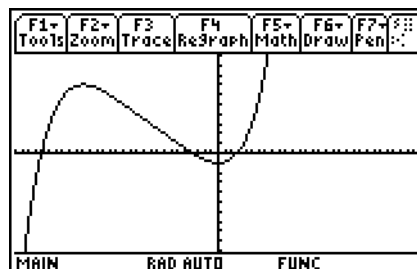 F1▾ F2▾ F3 F4 F5▾ F6▾ F7▾
Tools Zoom Trace ReGraph Math Draw Pen
MAIN RAD AUTO FUNC